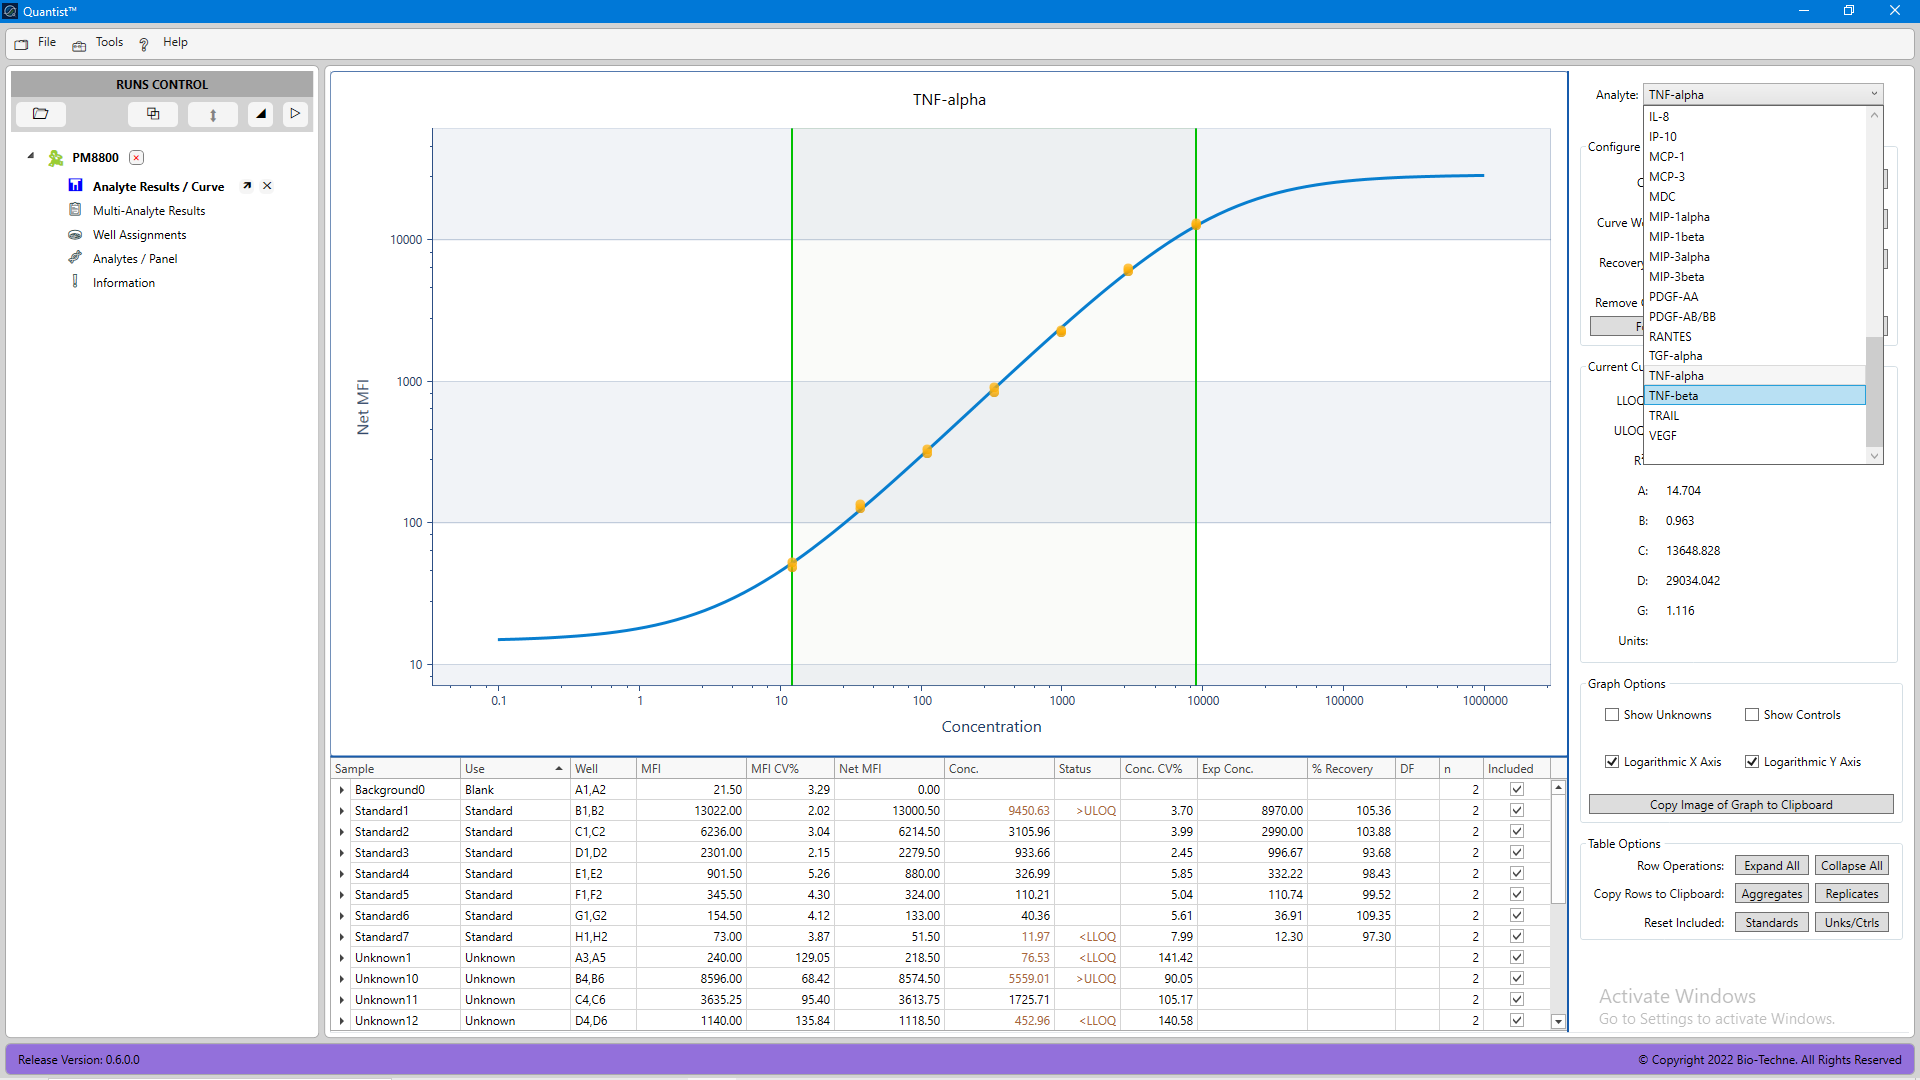 Quantist™
File Tools ? Help
RUNS CONTROL
PM8800
Analyte Results / Curve
Multi-Analyte Results
Well Assignments
Analytes / Panel
Information
TNF-alpha
Net MFI
10000
1000
100
10
0.1 1 10 100 1000 10000 100000 1000000
Concentration
Sample Use Well MFI MFI CV% Net MFI Conc. Status Conc. CV% Exp Conc. % Recovery DF n Included
Background0 Blank A1,A2 21.50 3.29 0.00 2
Standard1 Standard B1,B2 13022.00 2.02 13000.50 9450.63 >ULOQ 3.70 8970.00 105.36 2
Standard2 Standard C1,C2 6236.00 3.04 6214.50 3105.96 3.99 2990.00 103.88 2
Standard3 Standard D1,D2 2301.00 2.15 2279.50 933.66 2.45 996.67 93.68 2
Standard4 Standard E1,E2 901.50 5.26 880.00 326.99 5.85 332.22 98.43 2
Standard5 Standard F1,F2 345.50 4.30 324.00 110.21 5.04 110.74 99.52 2
Standard6 Standard G1,G2 154.50 4.12 133.00 40.36 5.61 36.91 109.35 2
Standard7 Standard H1,H2 73.00 3.87 51.50 11.97 <LLOQ 7.99 12.30 97.30 2
Unknown1 Unknown A3,A5 240.00 129.05 218.50 76.53 <LLOQ 141.42 2
Unknown10 Unknown B4,B6 8596.00 68.42 8574.50 5559.01 >ULOQ 90.05 2
Unknown11 Unknown C4,C6 3635.25 95.40 3613.75 1725.71 105.17 2
Unknown12 Unknown D4,D6 1140.00 135.84 1118.50 452.96 <LLOQ 140.58 2
Analyte: TNF-alpha
IL-8
IP-10
MCP-1
MCP-3
MDC
MIP-1alpha
MIP-1beta
MIP-3alpha
MIP-3beta
PDGF-AA
PDGF-AB/BB
RANTES
TGF-alpha
TNF-alpha
TNF-beta
TRAIL
VEGF
Configure
Curve
Recovery
Remove
Current
LLOQ
ULOQ
A: 14.704
B: 0.963
C: 13648.828
D: 29034.042
G: 1.116
Units:
Graph Options
Show Unknowns Show Controls
Logarithmic X Axis Logarithmic Y Axis
Copy Image of Graph to Clipboard
Table Options
Row Operations: Expand All Collapse All
Copy Rows to Clipboard: Aggregates Replicates
Reset Included: Standards Unks/Ctrls
Activate Windows
Go to Settings to activate Windows.
Release Version: 0.6.0.0
© Copyright 2022 Bio-Techne. All Rights Reserved